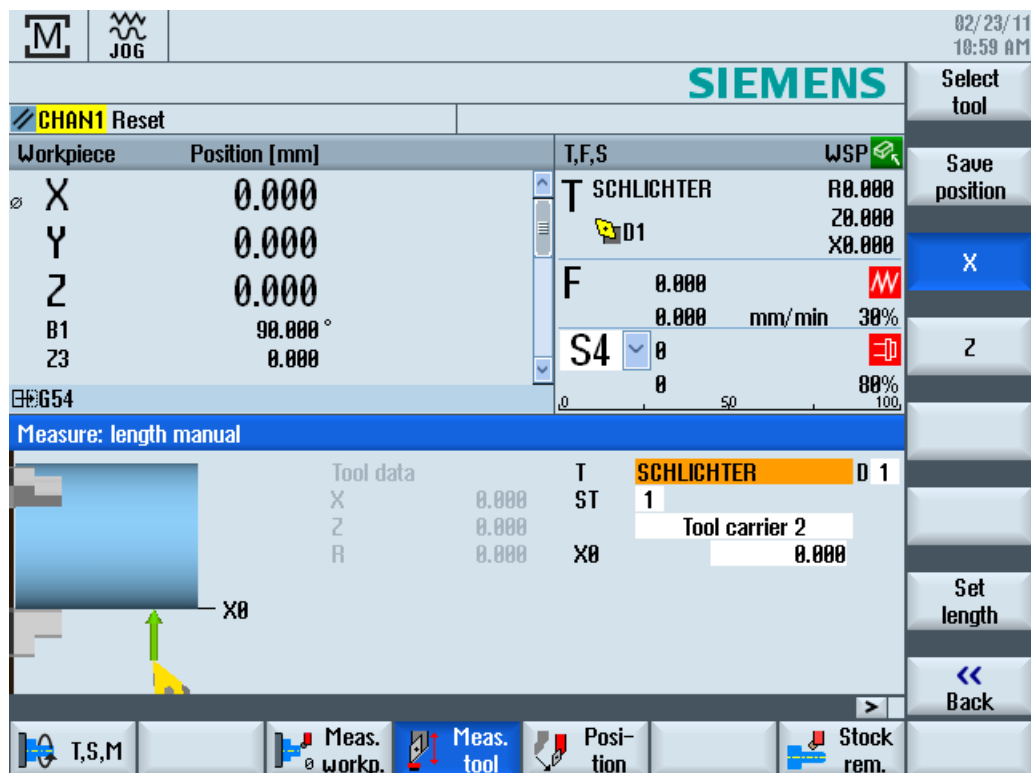 M JOG 02/23/11
10:59 AM
SIEMENS
CHAN1 Reset
Select tool
Workpiece Position [mm]
X 0.000
Y 0.000
Z 0.000
B1 90.000°
Z3 0.000
G54
T,F,S WSP
T SCHLICHTER R0.000
D1 Z0.000
X0.000
F 0.000
0.000 mm/min 30%
S4 0
0 80%
0 50 100
Save position
X
Z
Measure: length manual
Tool data
X 0.000
Z 0.000
R 0.000
T SCHLICHTER D 1
ST 1
Tool carrier 2
X0 0.000
X0
Set length
<< Back
>
T,S,M
Meas. workp.
Meas. tool
Posi-
tion
Stock rem.